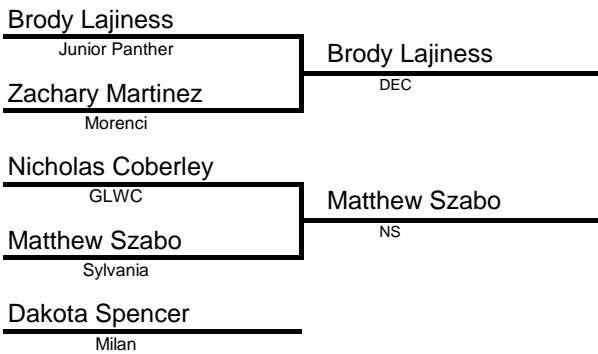 Brody Lajiness
Junior Panther
Zachary Martinez
Morenci
Nicholas Coberley
GLWC
Matthew Szabo
Sylvania
Dakota Spencer
Milan
Brody Lajiness
DEC
Matthew Szabo
NS